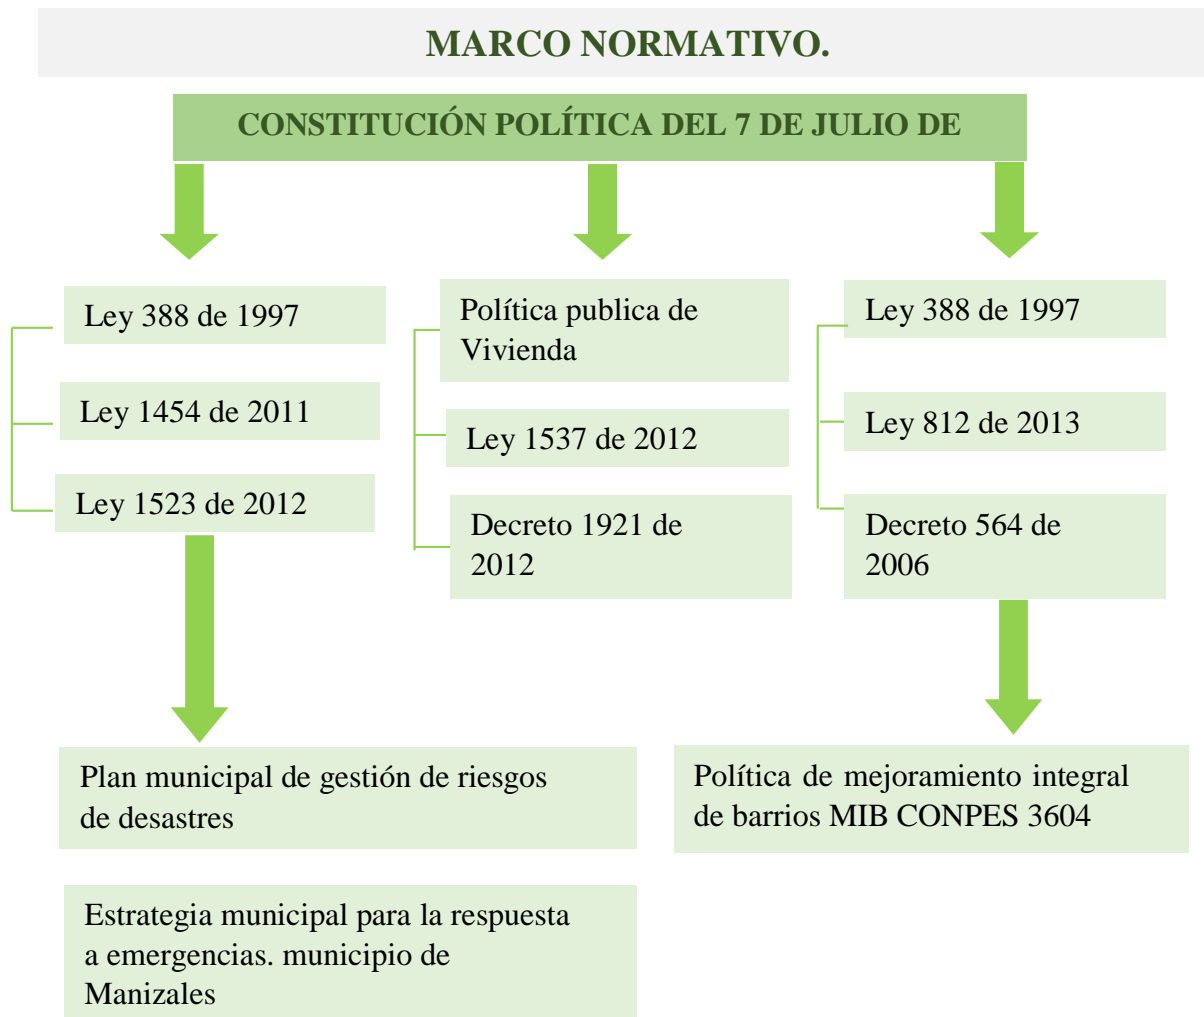 MARCO NORMATIVO.
CONSTITUCIÓN POLÍTICA DEL 7 DE JULIO DE
Ley 388 de 1997
Ley 1454 de 2011
Ley 1523 de 2012
Política publica de
Vivienda
Ley 1537 de 2012
Decreto 1921 de
2012
Ley 388 de 1997
Ley 812 de 2013
Decreto 564 de
2006
Plan municipal de gestión de riesgos
de desastres
Estrategia municipal para la respuesta
a emergencias. municipio de
Manizales
Política de mejoramiento integral
de barrios MIB CONPES 3604